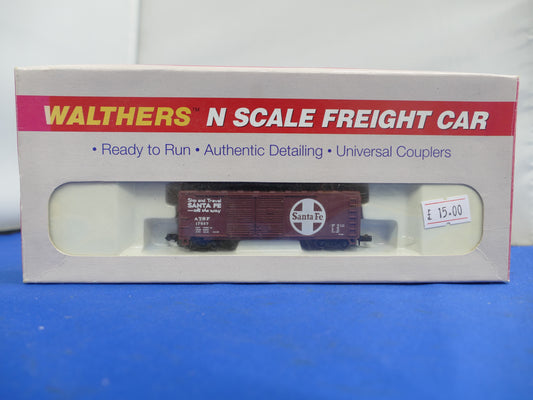 WALTHERS™ N SCALE FREIGHT CAR
• Ready to Run • Authentic Detailing • Universal Couplers
Ship and Travel
SANTA FE
—all the way
A T S F
Santa Fe
£ 15.00